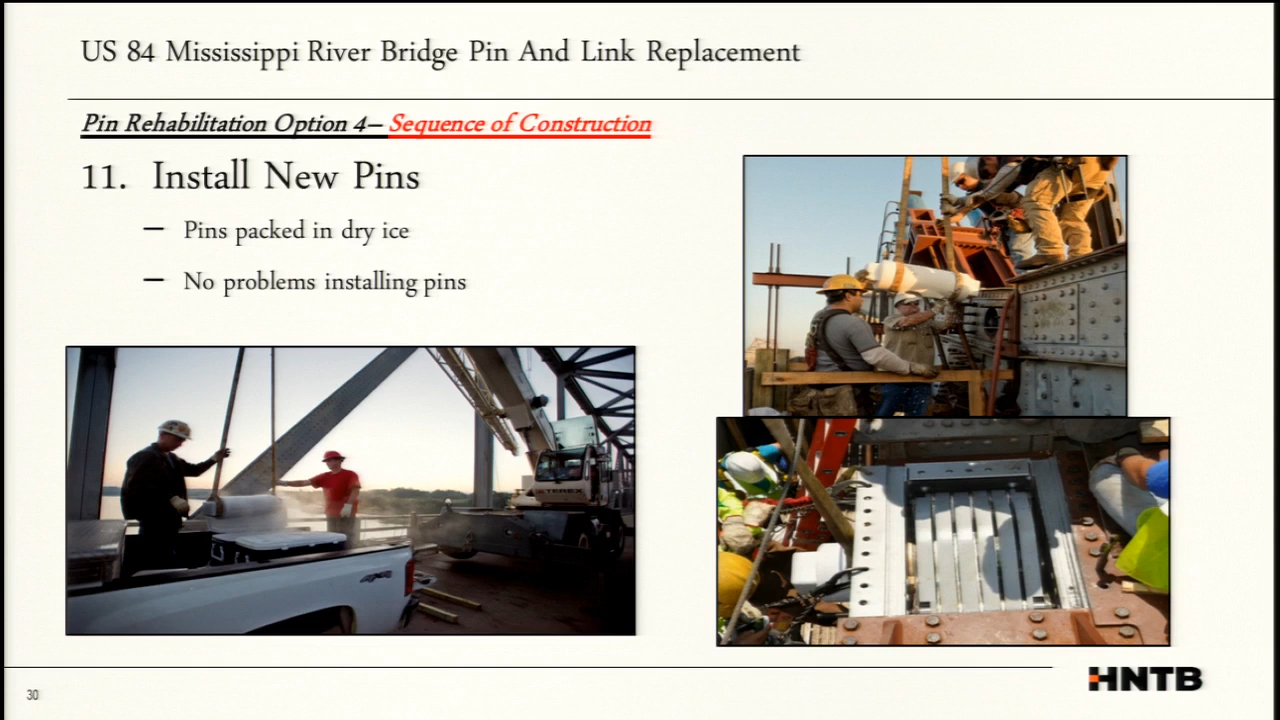 US 84 Mississippi River Bridge Pin And Link Replacement
Pin Rehabilitation Option 4– Sequence of Construction
11. Install New Pins
– Pins packed in dry ice
– No problems installing pins
TEREX
4X4
30
HNTB